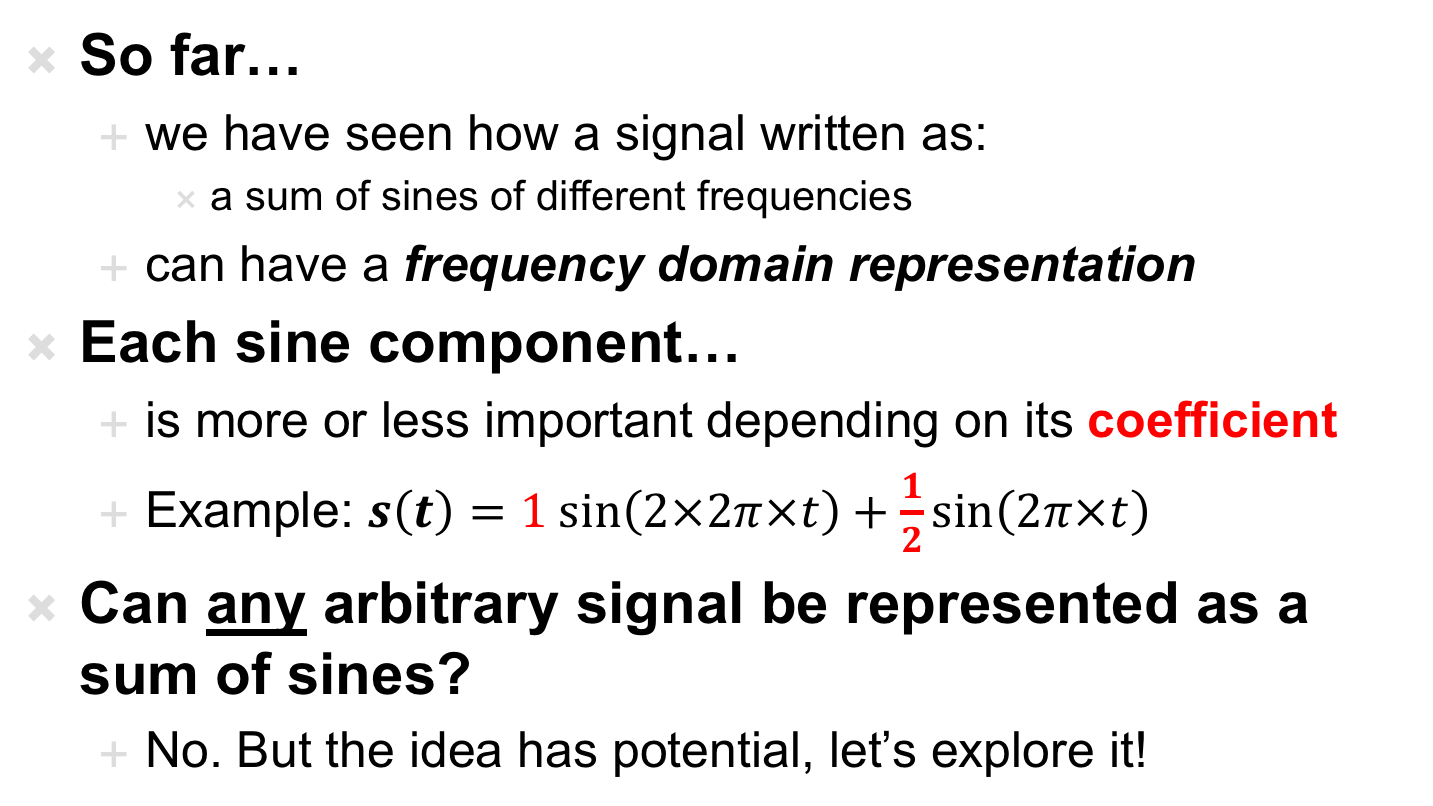 × So far…
+ we have seen how a signal written as:
× a sum of sines of different frequencies
+ can have a frequency domain representation
× Each sine component…
+ is more or less important depending on its coefficient
+ Example: s(t) = 1 sin(2×2π×t) + 1/2 sin(2π×t)
× Can any arbitrary signal be represented as a
sum of sines?
+ No. But the idea has potential, let’s explore it!